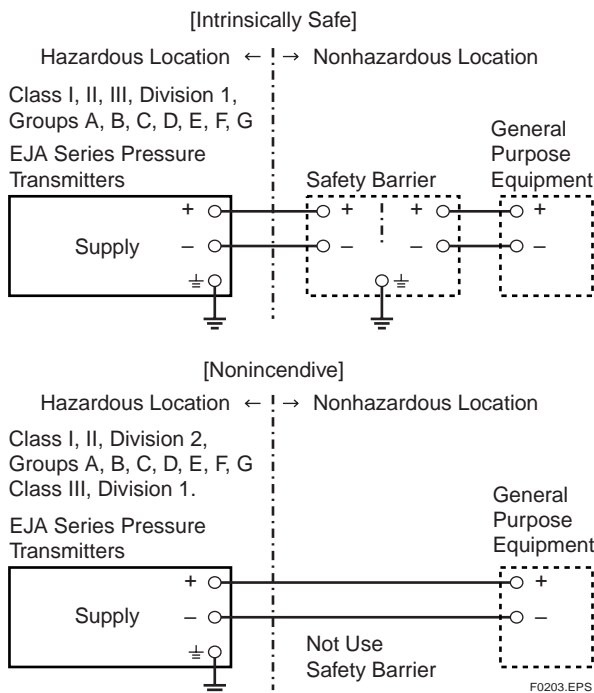 [Intrinsically Safe]
Hazardous Location ← → Nonhazardous Location
Class I, II, III, Division 1,
Groups A, B, C, D, E, F, G
EJA Series Pressure
Transmitters
Safety Barrier
General
Purpose
Equipment
+ + + +
Supply – – – –
[Nonincendive]
Hazardous Location ← → Nonhazardous Location
Class I, II, Division 2,
Groups A, B, C, D, E, F, G
Class III, Division 1.
EJA Series Pressure
Transmitters
General
Purpose
Equipment
+ +
Supply – –
Not Use
Safety Barrier
F0203.EPS